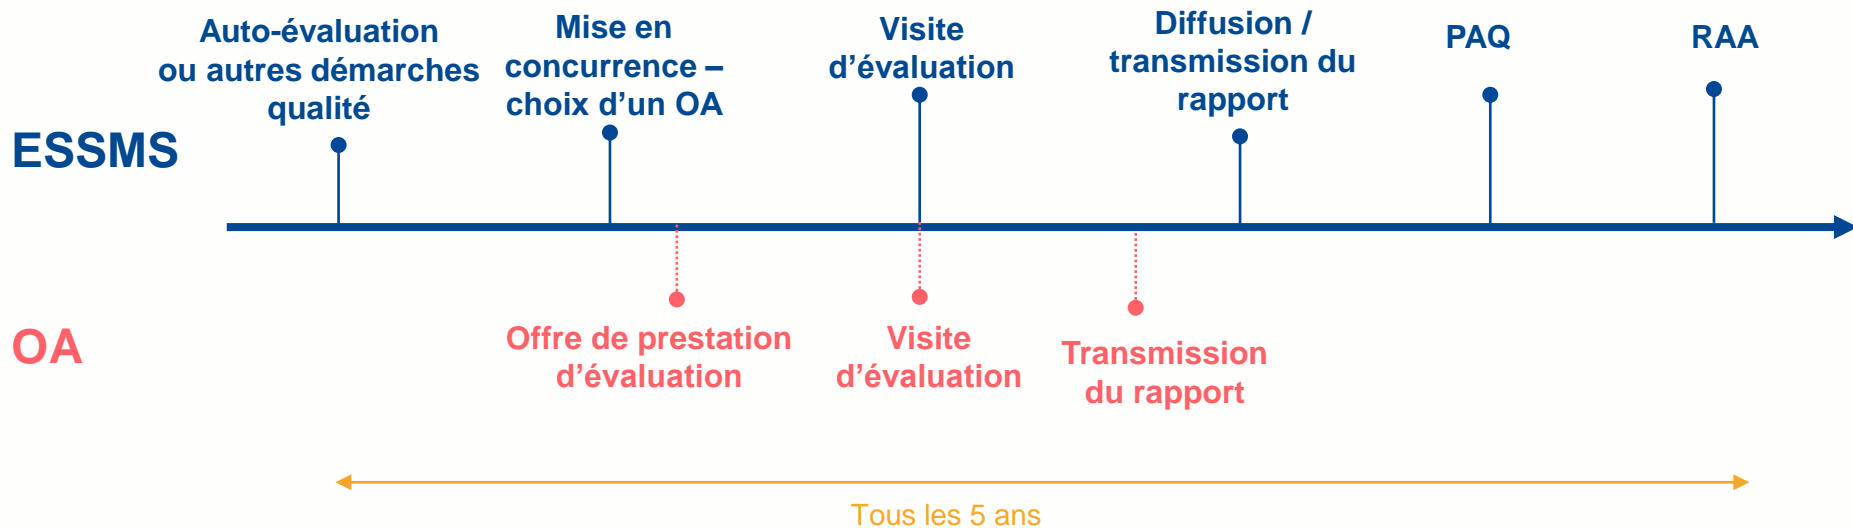 Auto-évaluation
ou autres démarches
qualité
Mise en
concurrence –
choix d’un OA
Visite
d’évaluation
Diffusion /
transmission du
rapport
PAQ
RAA
ESSMS
OA
Offre de prestation
d’évaluation
Visite
d’évaluation
Transmission
du rapport
Tous les 5 ans